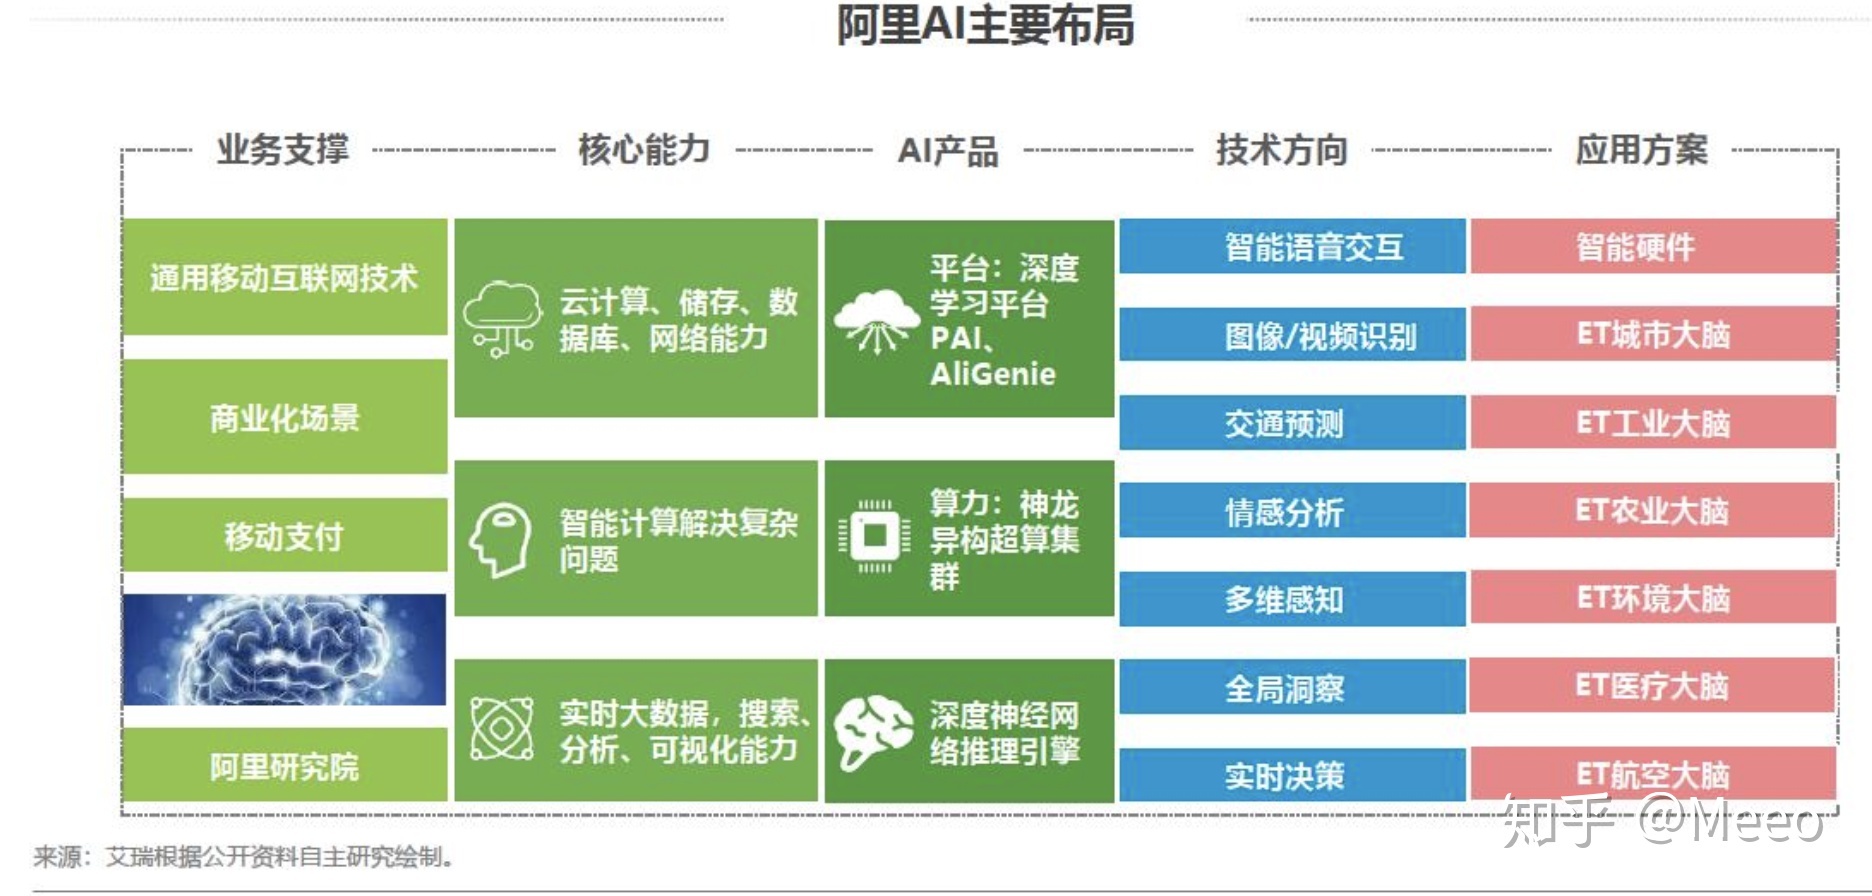 阿里AI主要布局
业务支撑
核心能力
AI产品
技术方向
应用方案
通用移动互联网技术
商业化场景
移动支付
阿里研究院
云计算、储存、数
据库、网络能力
智能计算解决复杂
问题
实时大数据，搜索、
分析、可视化能力
平台：深度
学习平台
PAI、
AliGenie
算力：神龙
异构超算集
群
深度神经网
络推理引擎
智能语音交互
图像/视频识别
交通预测
情感分析
多维感知
全局洞察
实时决策
智能硬件
ET城市大脑
ET工业大脑
ET农业大脑
ET环境大脑
ET医疗大脑
ET航空大脑
知乎 @Meeo
来源：艾瑞根据公开资料自主研究绘制。